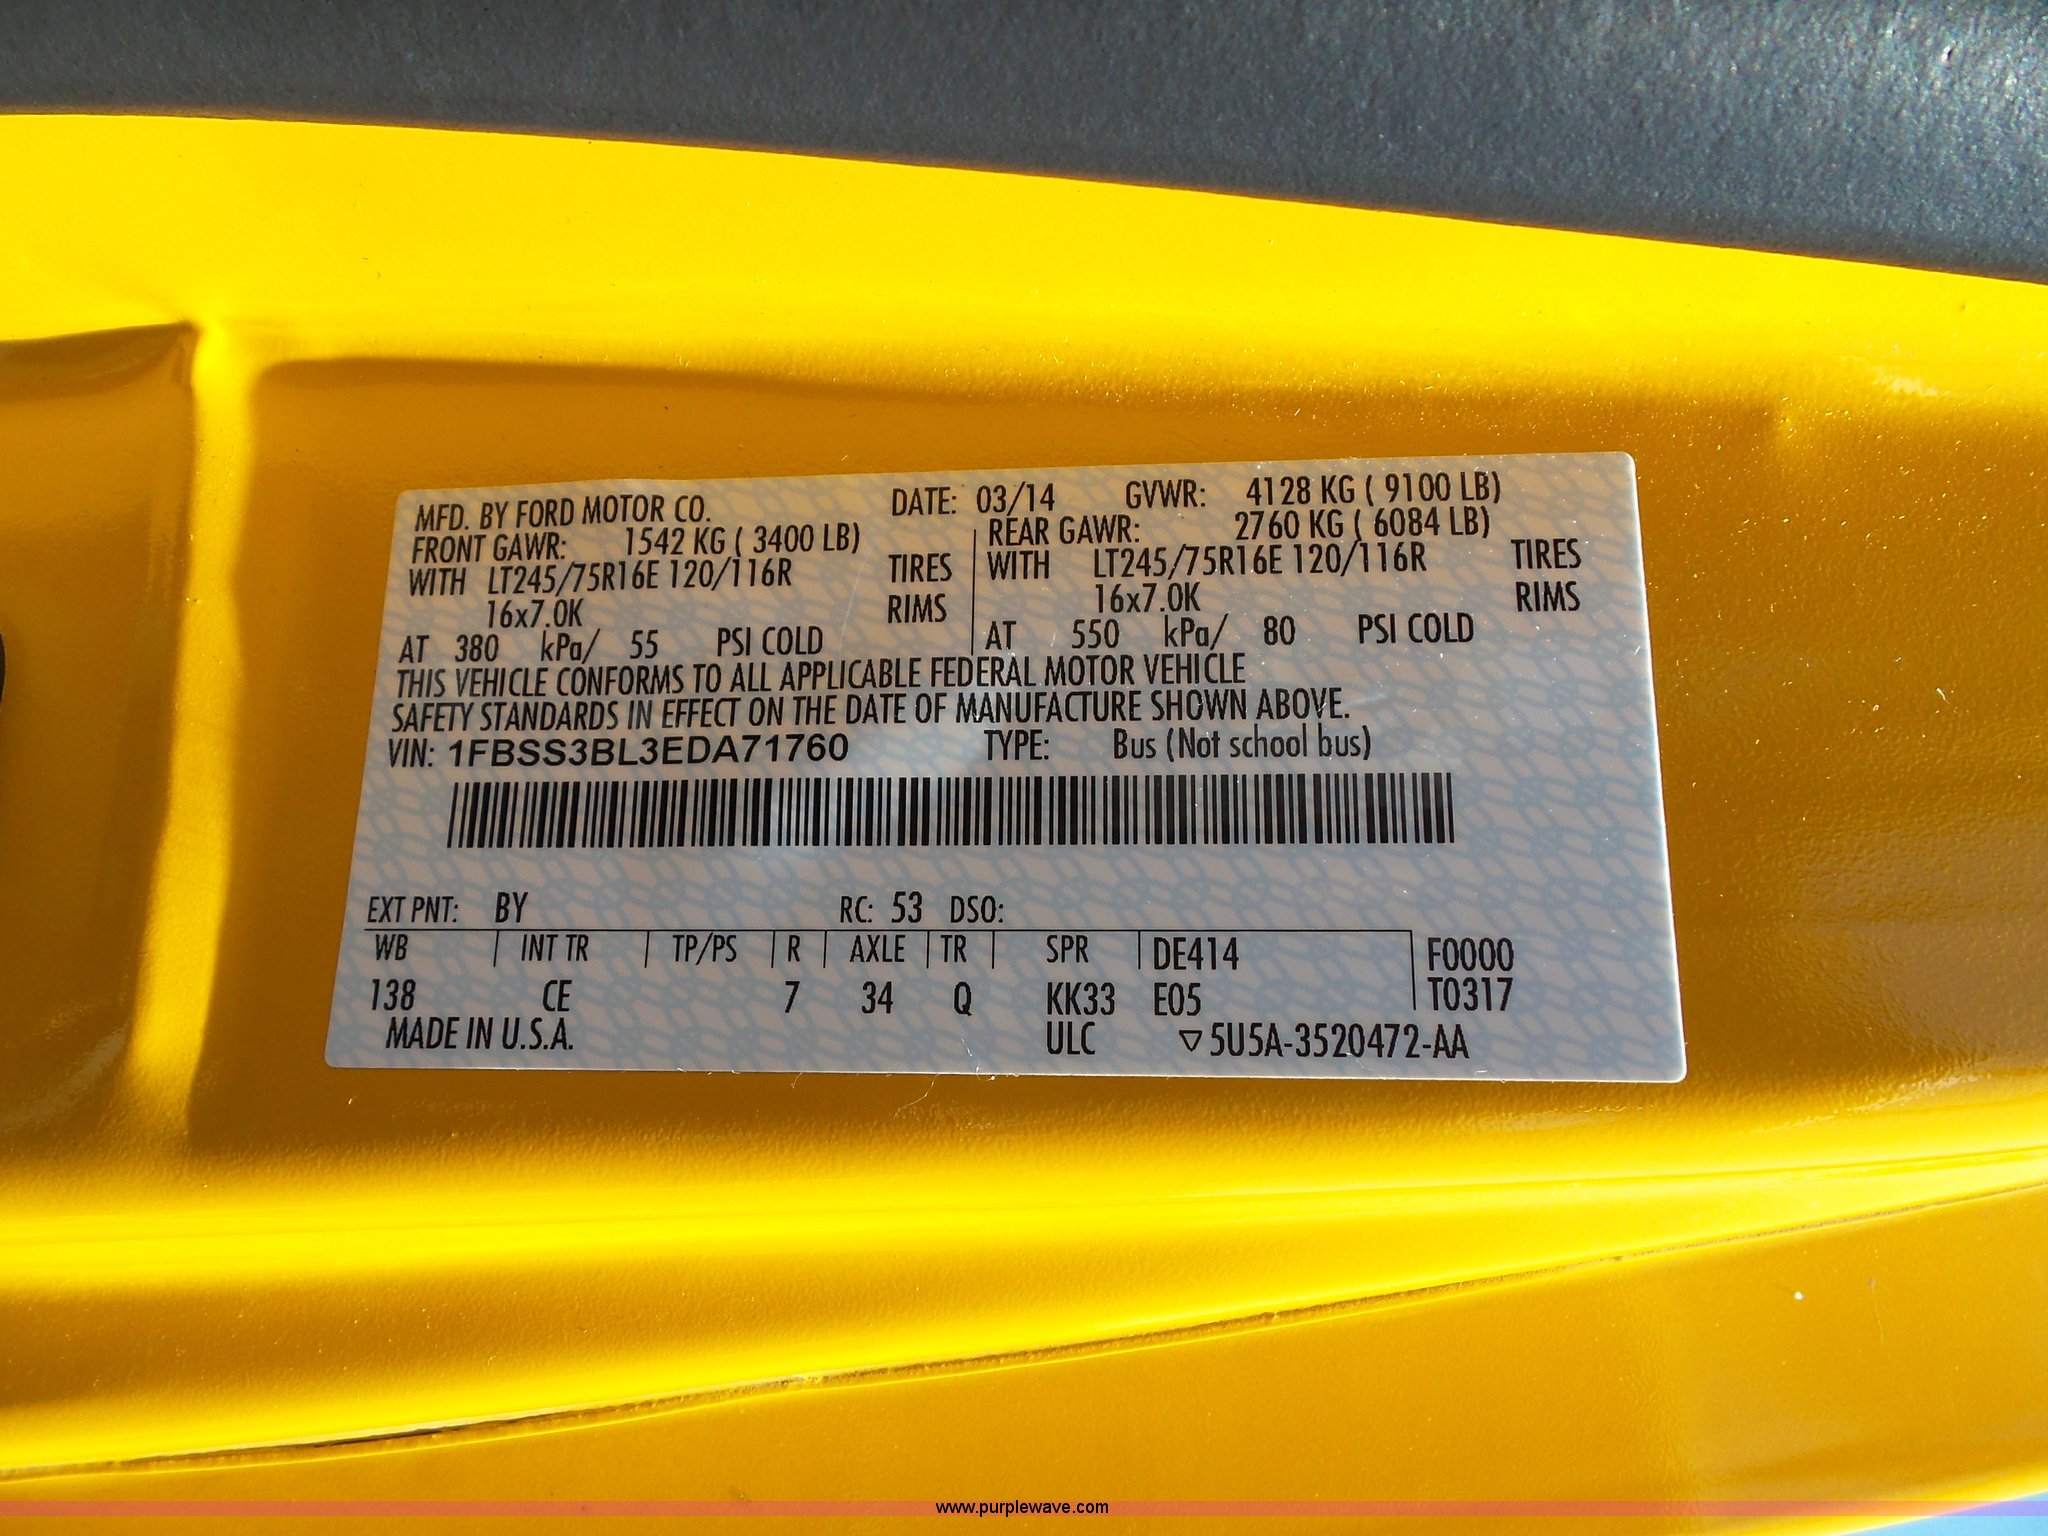 MFD. BY FORD MOTOR CO. DATE: 03/14 GVWR: 4128 KG ( 9100 LB)
FRONT GAWR: 1542 KG ( 3400 LB) REAR GAWR: 2760 KG ( 6084 LB)
WITH LT245/75R16E 120/116R TIRES WITH LT245/75R16E 120/116R TIRES
16x7.0K RIMS 16x7.0K RIMS
AT 380 kPa/ 55 PSI COLD AT 550 kPa/ 80 PSI COLD
THIS VEHICLE CONFORMS TO ALL APPLICABLE FEDERAL MOTOR VEHICLE
SAFETY STANDARDS IN EFFECT ON THE DATE OF MANUFACTURE SHOWN ABOVE.
VIN: 1FBSS3BL3EDA71760 TYPE: Bus (Not school bus)
EXT PNT: BY RC: 53 DSO:
WB INT TR TP/PS R AXLE TR SPR DE414 F0000
138 CE 7 34 Q KK33 E05 T0317
MADE IN U.S.A. ULC ▽5U5A-3520472-AA
www.purplewave.com